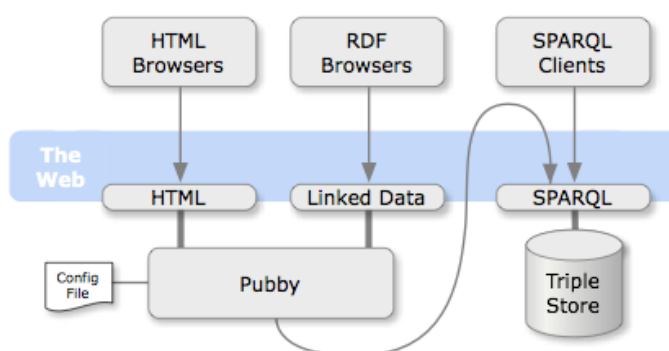 HTML
Browsers
RDF
Browsers
SPARQL
Clients
The
Web
HTML
Linked Data
SPARQL
Config
File
Pubby
Triple
Store